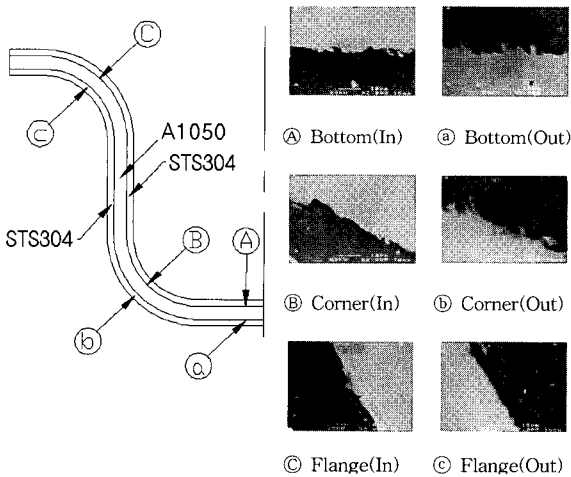 Ⓒ
ⓒ
A1050
STS304
STS304
Ⓑ
Ⓐ
ⓑ
ⓐ
Ⓐ Bottom(In)
ⓐ Bottom(Out)
Ⓑ Corner(In)
ⓑ Corner(Out)
Ⓒ Flange(In)
ⓒ Flange(Out)